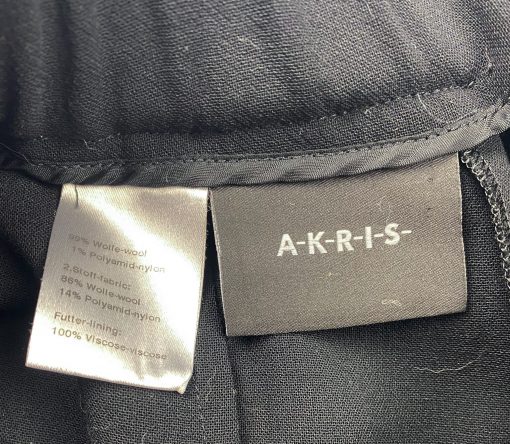 99% Wolle-wool
1% Polyamid-nylon
2.Stoff-fabric:
86% Wolle-wool
14% Polyamid-nylon
Futter-lining:
100% Viscose-viscose
A-K-R-I-S-